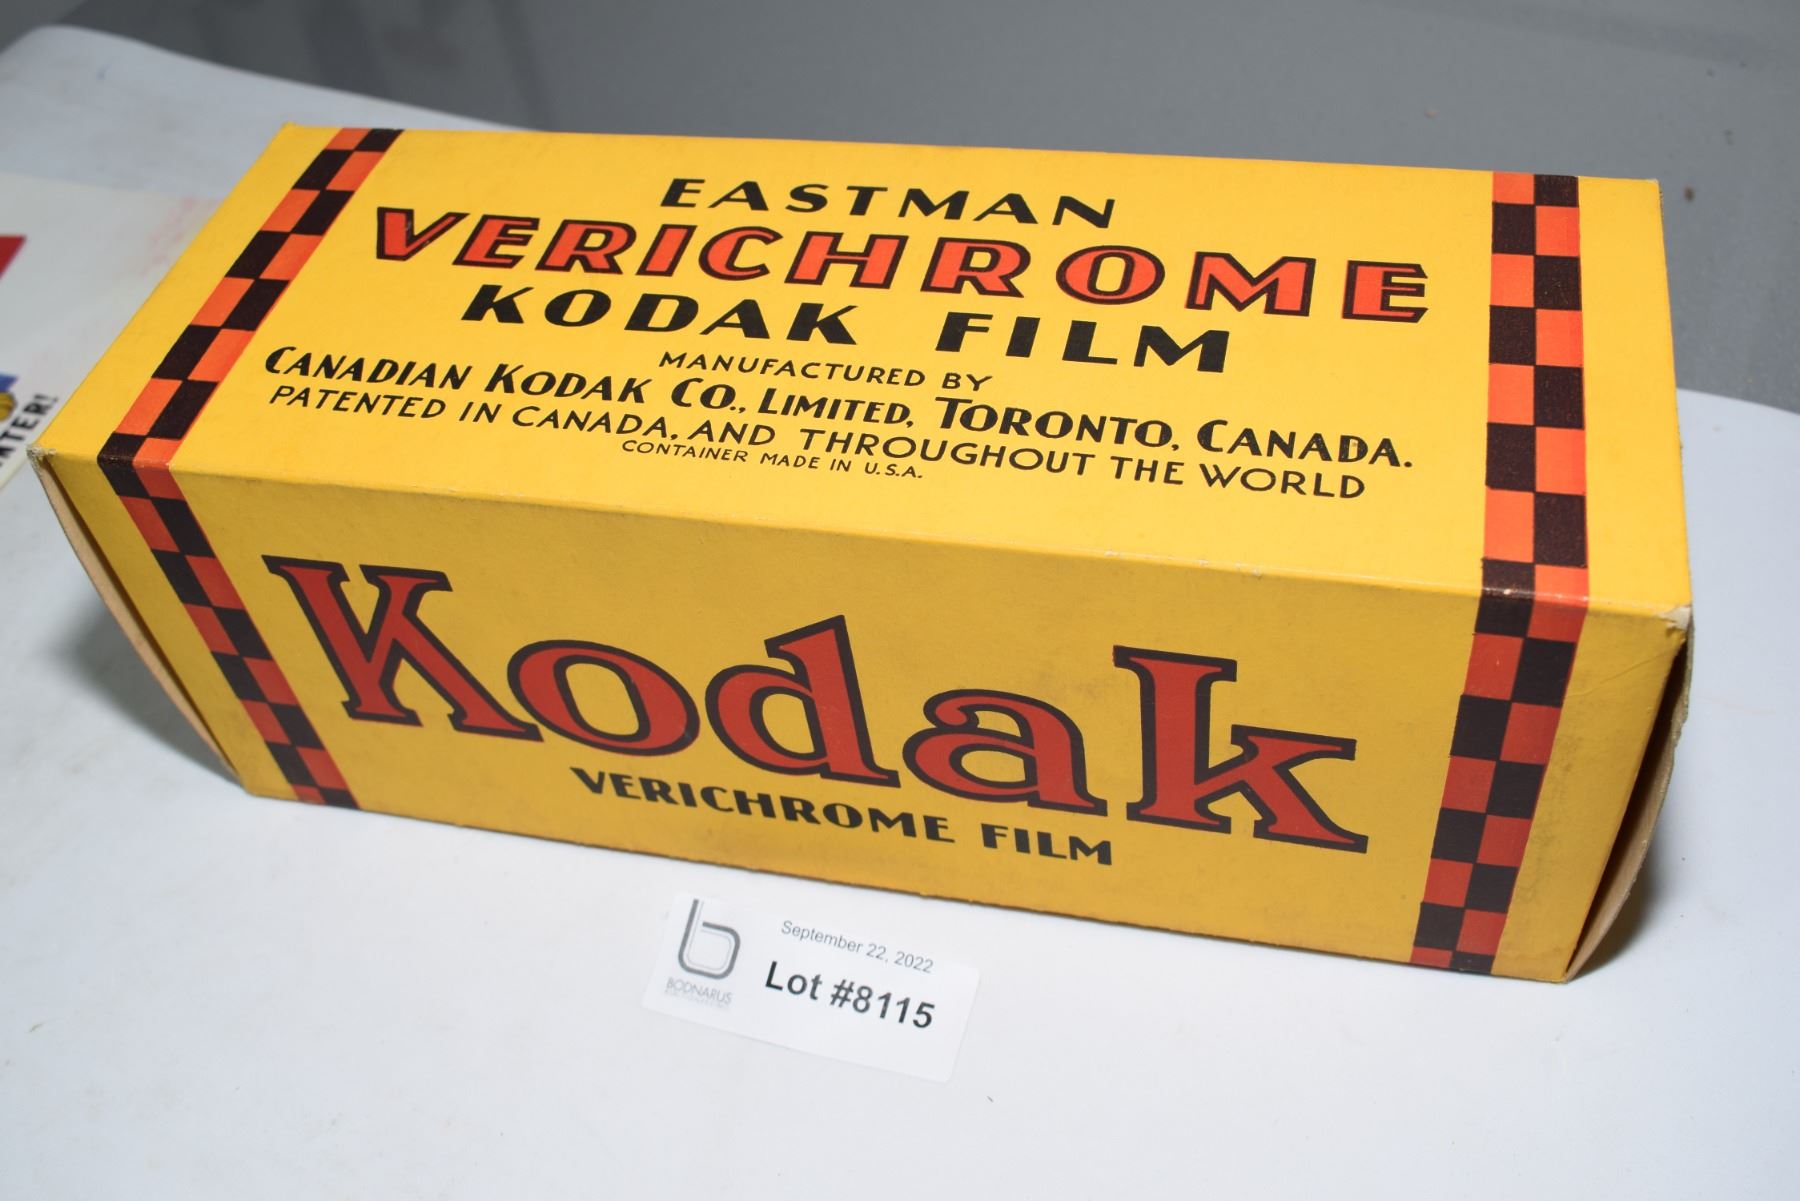 EASTMAN
VERICHROME
KODAK FILM
MANUFACTURED BY
CANADIAN KODAK CO., LIMITED, TORONTO, CANADA.
PATENTED IN CANADA, AND THROUGHOUT THE WORLD
CONTAINER MADE IN U.S.A.
Kodak
VERICHROME FILM
b
BODNARUS
September 22, 2022
Lot #8115